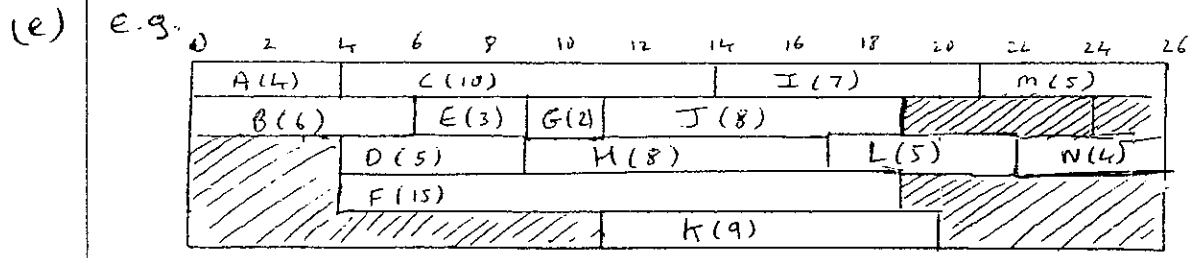 (e) e.g.
0 2 4 6 8 10 12 14 16 18 20 22 24 26
A(4) C(10) I(7) M(5)
B(6) E(3) G(2) J(8)
D(5) H(8) L(5) N(4)
F(15)
K(9)